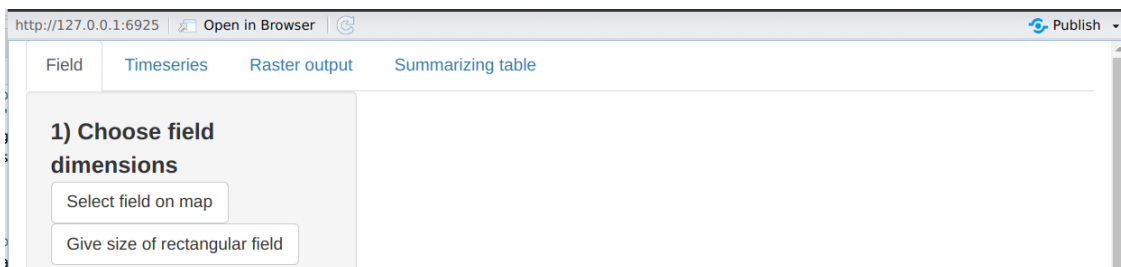 http://127.0.0.1:6925 Open in Browser Publish
Field Timeseries Raster output Summarizing table
1) Choose field
dimensions
Select field on map
Give size of rectangular field